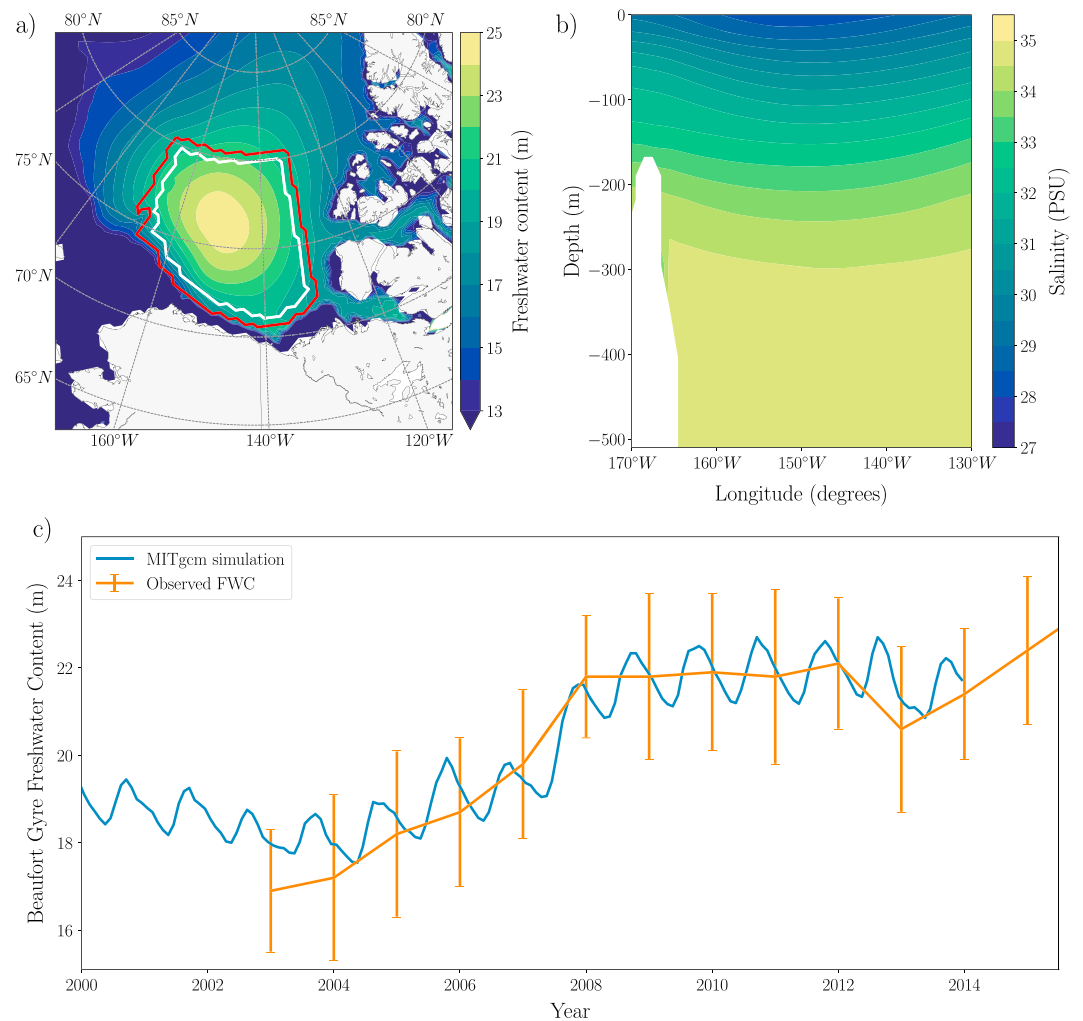 a)
80°N 85°N 85°N 80°N
75°N
70°N
65°N
160°W 140°W 120°W
25
23
21
19
17
15
13
Freshwater content (m)
b)
0
−100
−200
−300
−400
−500
Depth (m)
170°W 160°W 150°W 140°W 130°W
Longitude (degrees)
35
34
33
32
31
30
29
28
27
Salinity (PSU)
c)
MITgcm simulation
Observed FWC
24
22
20
18
16
Beaufort Gyre Freshwater Content (m)
2000 2002 2004 2006 2008 2010 2012 2014
Year